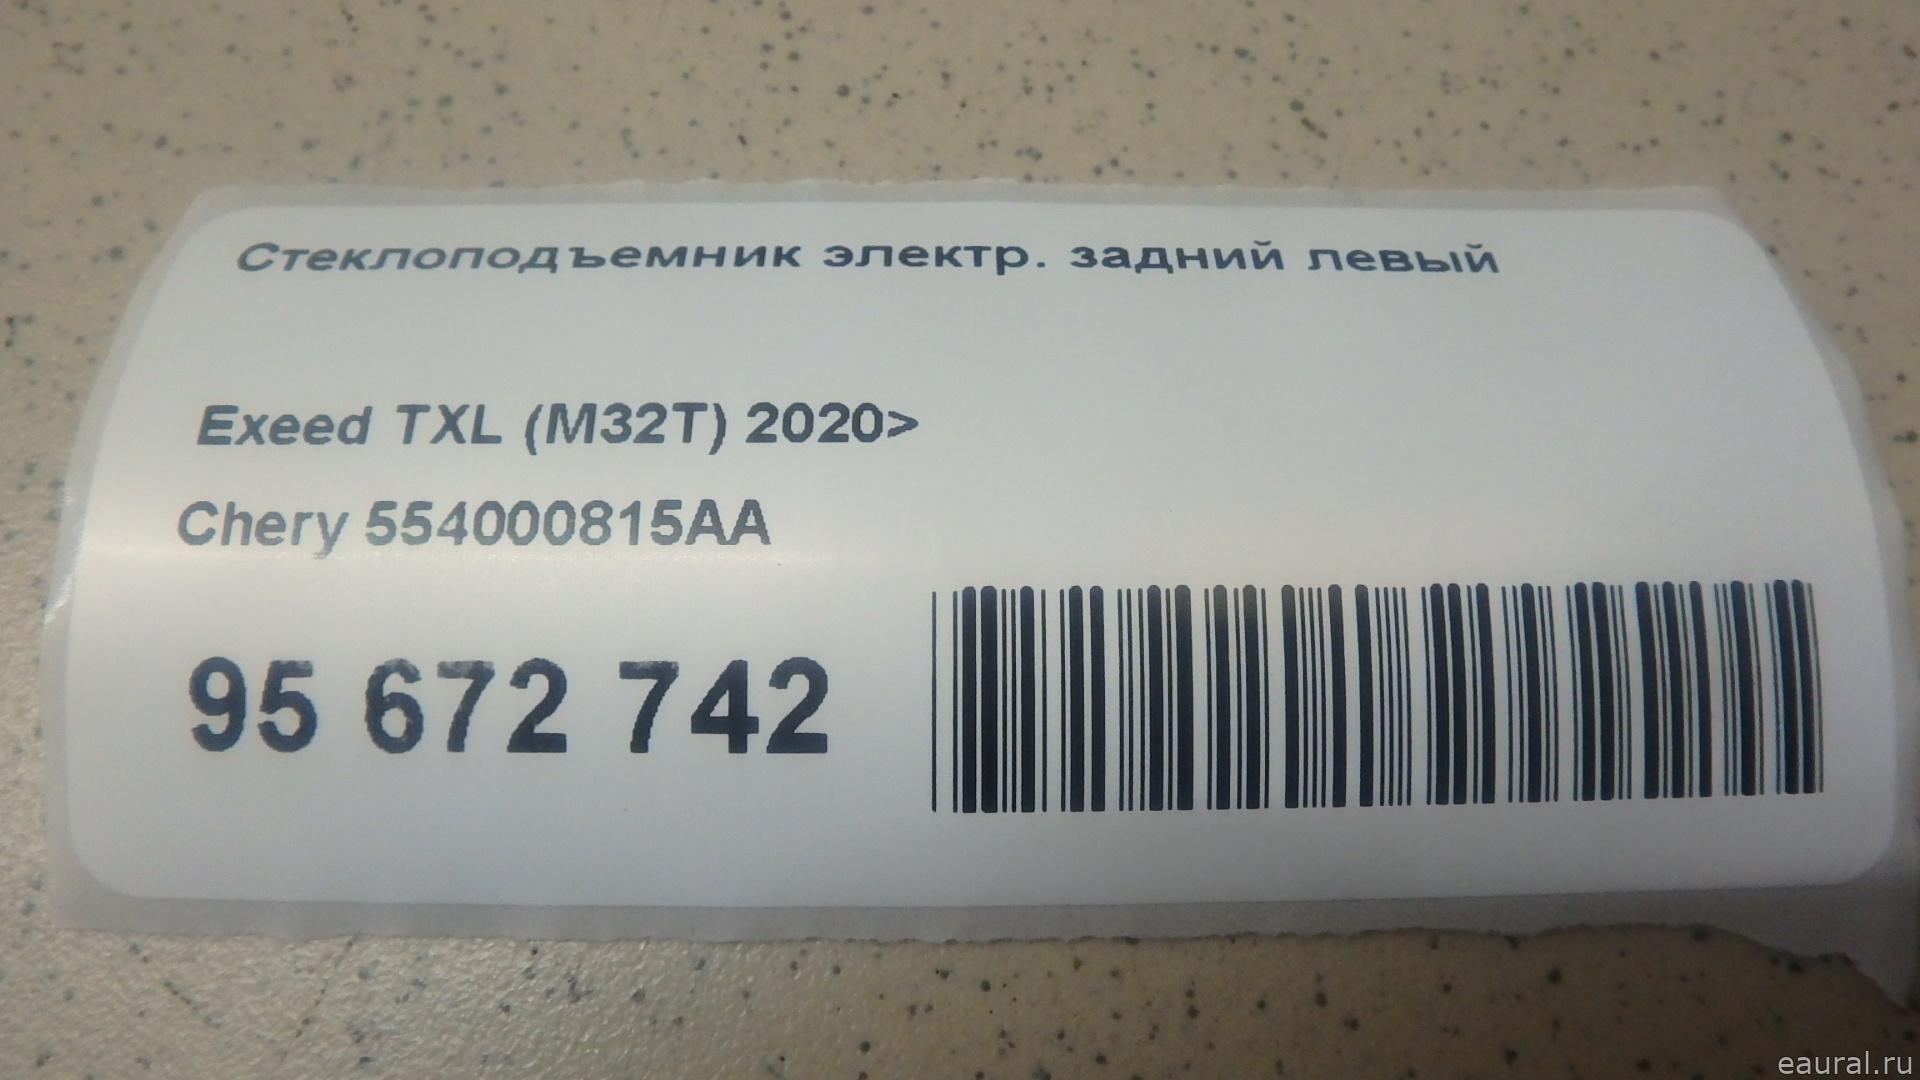 Стеклоподъемник электр. задний левый
Exeed TXL (M32T) 2020>
Chery 554000815AA
95 672 742
eaural.ru